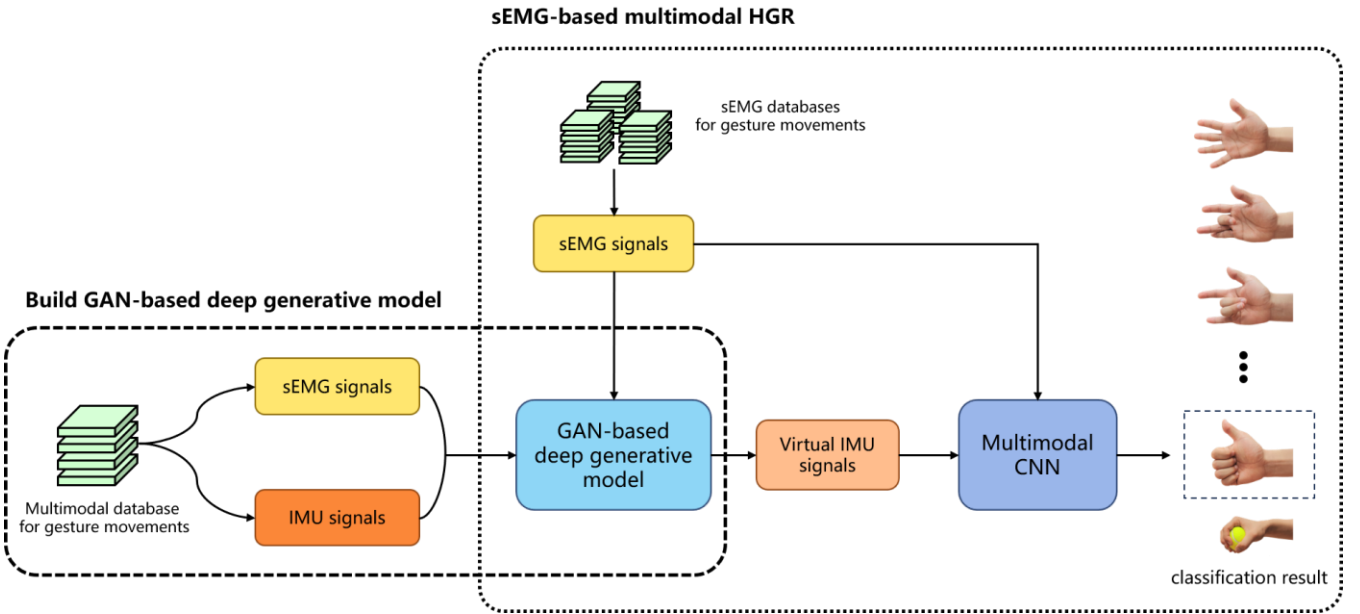 sEMG-based multimodal HGR
sEMG databases
for gesture movements
sEMG signals
Build GAN-based deep generative model
sEMG signals
Multimodal database
for gesture movements
IMU signals
GAN-based
deep generative
model
Virtual IMU
signals
Multimodal
CNN
classification result